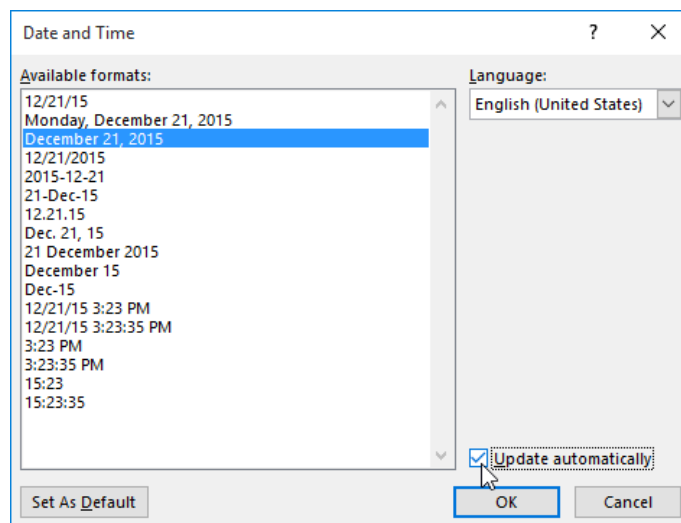 Date and Time
?
Available formats:
Language:
12/21/15
Monday, December 21, 2015
December 21, 2015
12/21/2015
2015-12-21
21-Dec-15
12.21.15
Dec. 21, 15
21 December 2015
December 15
Dec-15
12/21/15 3:23 PM
12/21/15 3:23:35 PM
3:23 PM
3:23:35 PM
15:23
15:23:35
English (United States)
Update automatically
Set As Default
OK
Cancel